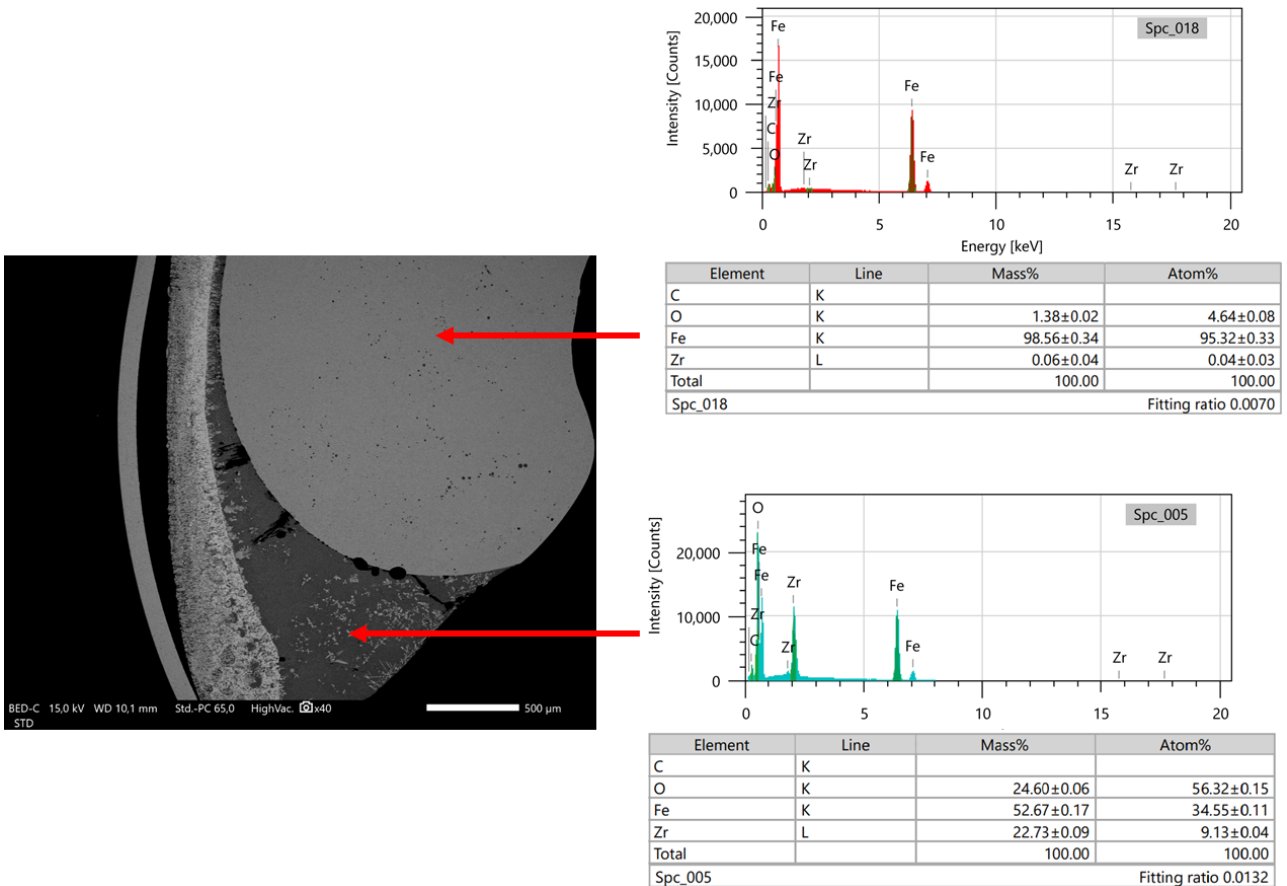 20,000
Fe
Spc_018
15,000
Fe
Fe
10,000
Zr
C
Zr
5,000
O
Zr
Fe
Zr
Zr
0
0 5 10 15 20
Intensity [Counts]
Energy [keV]
Element Line Mass% Atom%
C K
O K 1.38±0.02 4.64±0.08
Fe K 98.56±0.34 95.32±0.33
Zr L 0.06±0.04 0.04±0.03
Total 100.00 100.00
Spc_018 Fitting ratio 0.0070
BED-C 15,0 kV WD 10,1 mm Std.-PC 65,0 HighVac. x40 500 µm
STD
O
Spc_005
20,000
Fe
Fe
Zr
Fe
10,000
Zr
C
Zr
Fe
Zr
Zr
0
0 5 10 15 20
Intensity [Counts]
Element Line Mass% Atom%
C K
O K 24.60±0.06 56.32±0.15
Fe K 52.67±0.17 34.55±0.11
Zr L 22.73±0.09 9.13±0.04
Total 100.00 100.00
Spc_005 Fitting ratio 0.0132